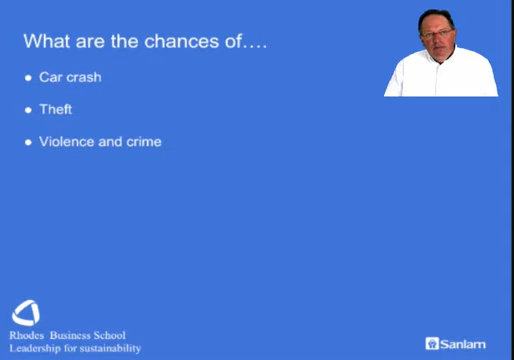 What are the chances of….
● Car crash
● Theft
● Violence and crime
Rhodes Business School
Leadership for sustainability
Sanlam